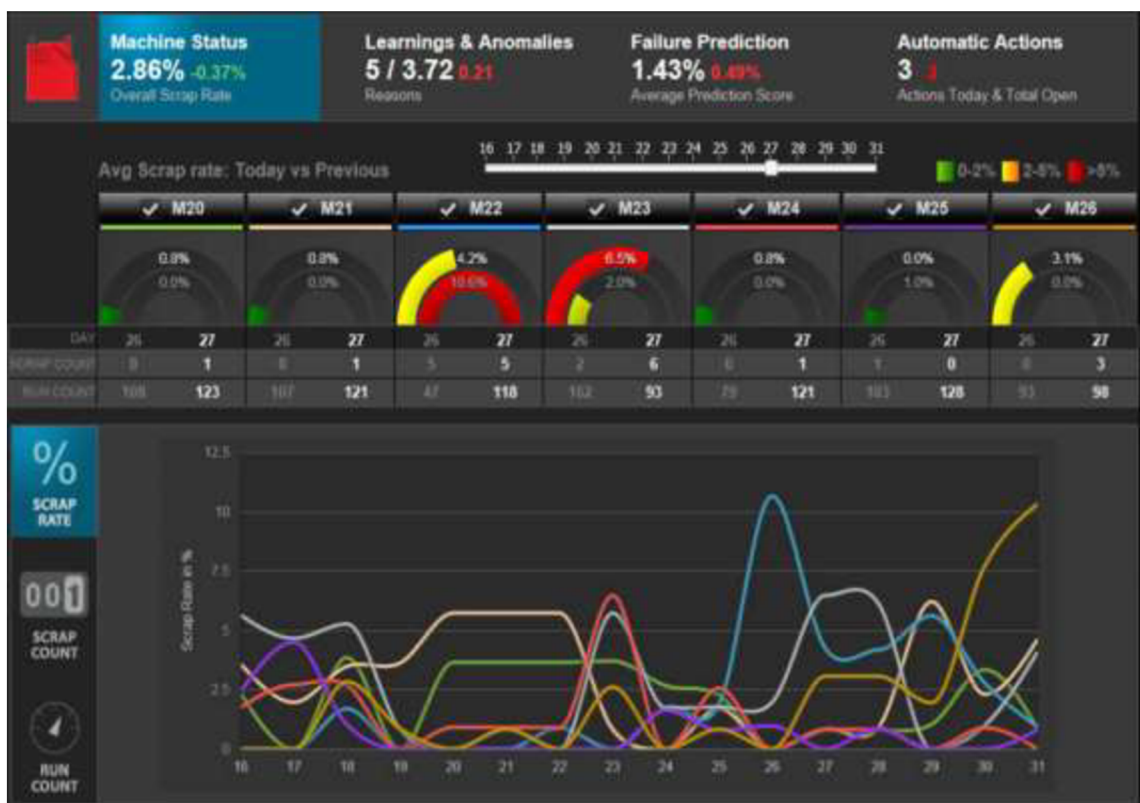 Machine Status
2.86% -0.37%
Overall Scrap Rate
Learnings & Anomalies
5 / 3.72 0.21
Reasons
Failure Prediction
1.43% 0.49%
Average Prediction Score
Automatic Actions
3
Actions Today & Total Open
Avg Scrap rate: Today vs Previous
16 17 18 19 20 21 22 23 24 25 26 27 28 29 30 31
0-2% 2-5% >5%
M20 M21 M22 M23 M24 M25 M26
0.8% 0.8% 4.2% 6.5% 0.8% 0.0% 3.1%
0.0% 0.0% 10.6% 2.0% 0.0% 1.0% 0.0%
DAY 26 27 26 27 26 27 26 27 26 27 26 27 26 27
SCRAP COUNT 0 1 0 1 5 5 2 6 0 1 1 0 0 3
RUN COUNT 123 107 121 47 118 102 93 79 121 103 128 93 98
%
SCRAP
RATE
001
SCRAP
COUNT
RUN
COUNT
Scrap Rate in %
12.5
10
7.5
5
2.5
0
16 17 18 19 20 21 22 23 24 25 26 27 28 29 30 31